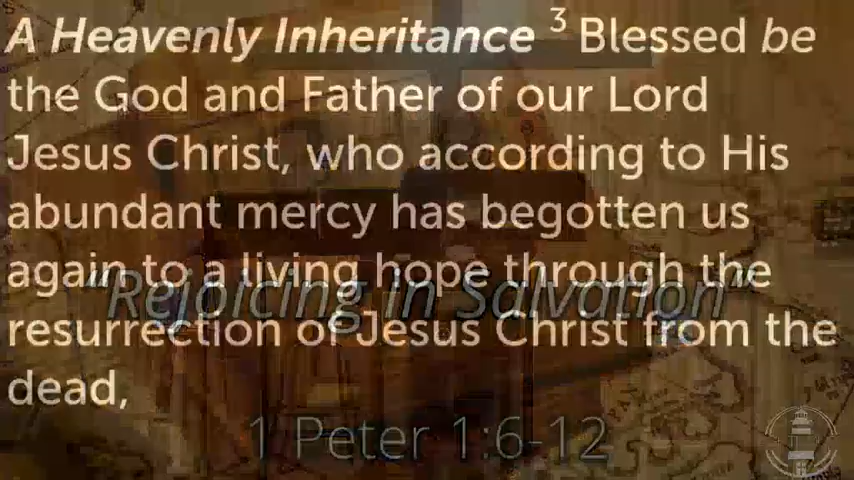 A Heavenly Inheritance 3 Blessed be
the God and Father of our Lord
Jesus Christ, who according to His
abundant mercy has begotten us
again to a living hope through the
“Rejoicing in Salvation”
resurrection of Jesus Christ from the
dead,
1 Peter 1:6-12